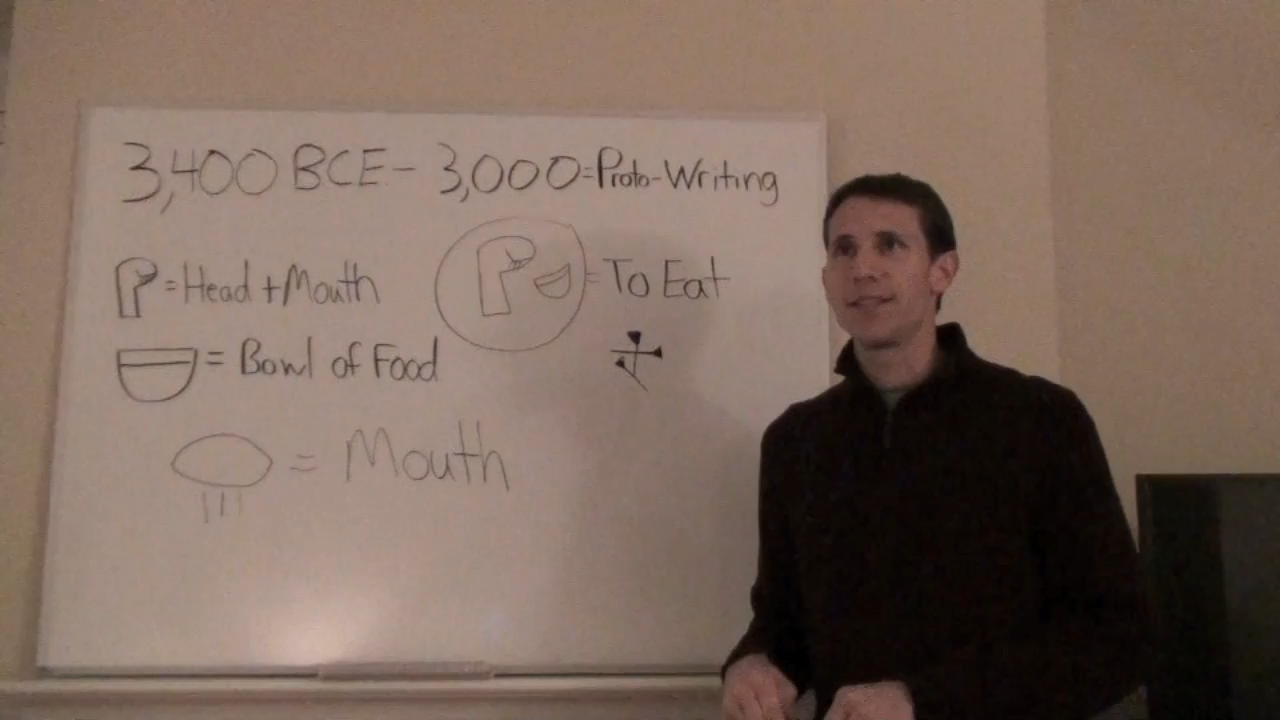 3,400 BCE - 3,000 = Proto-Writing
= Head + Mouth
= To Eat
= Bowl of Food
= Mouth